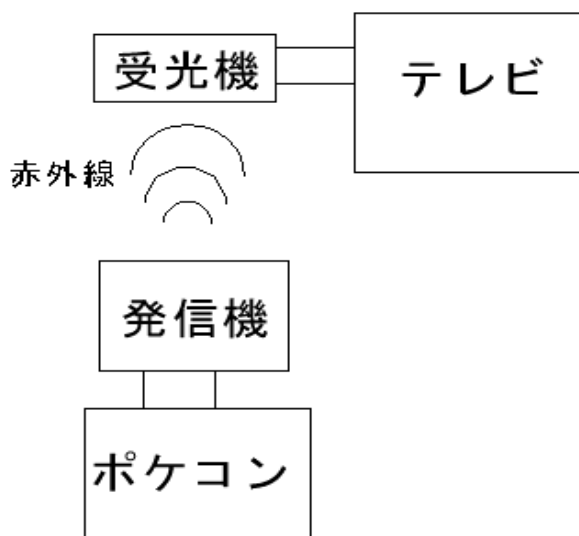 受光機
テレビ
赤外線
発信機
ポケコン